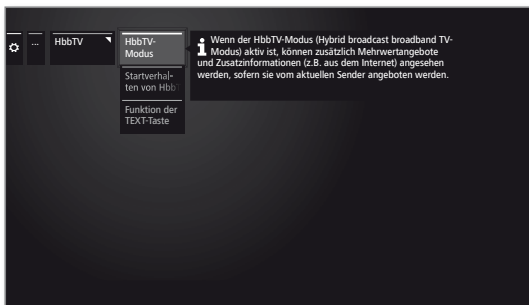 ...
HbbTV
HbbTV-
Modus
Startverhal-
ten von HbbT
Funktion der
TEXT-Taste
Wenn der HbbTV-Modus (Hybrid broadcast broadband TV-
Modus) aktiv ist, können zusätzlich Mehrwertangebote
und Zusatzinformationen (z.B. aus dem Internet) angesehen
werden, sofern sie vom aktuellen Sender angeboten werden.